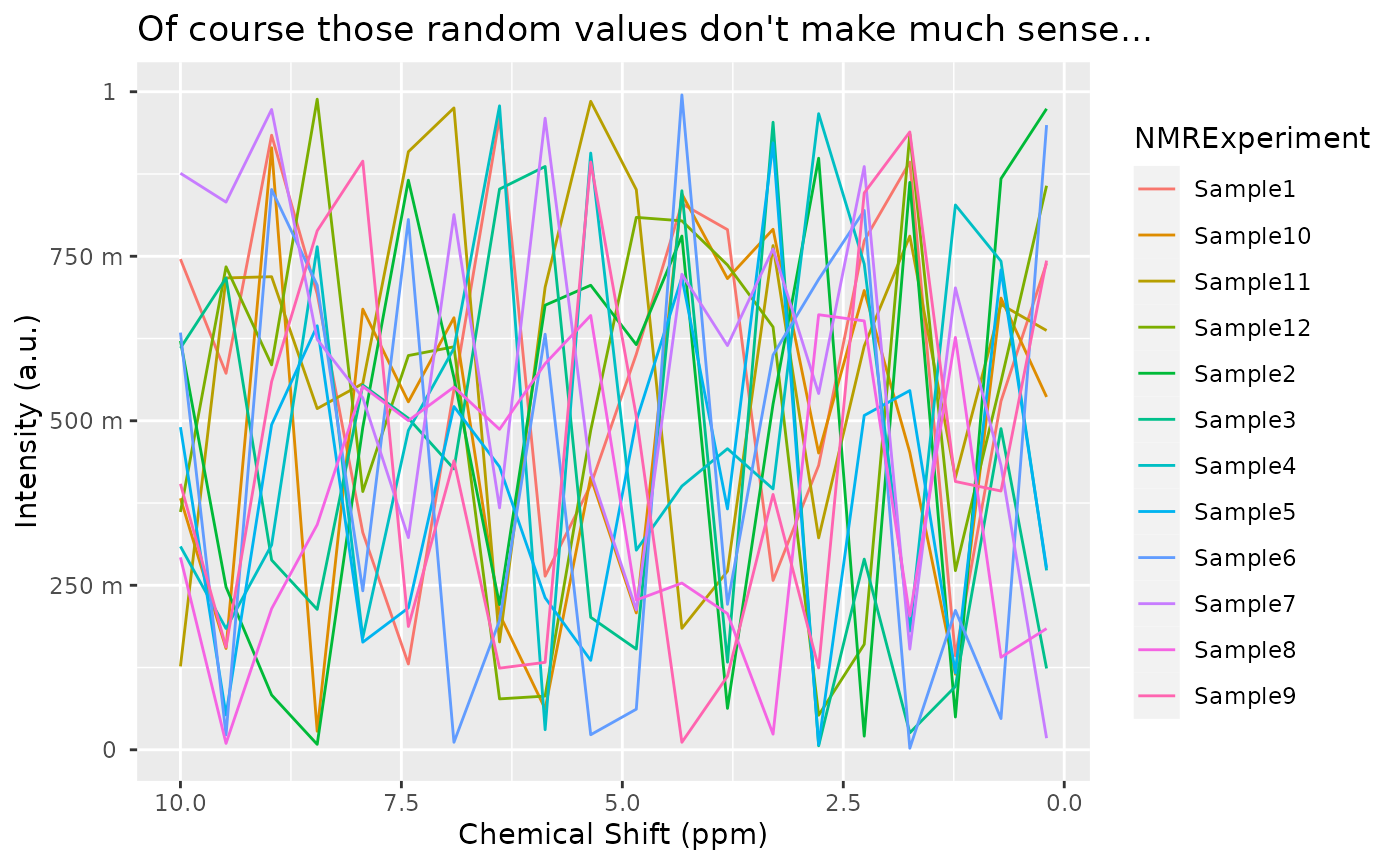 Of course those random values don't make much sense...
Intensity (a.u.)
1
750 m
500 m
250 m
0
10.0 7.5 5.0 2.5 0.0
Chemical Shift (ppm)
NMRExperiment
Sample1
Sample10
Sample11
Sample12
Sample2
Sample3
Sample4
Sample5
Sample6
Sample7
Sample8
Sample9